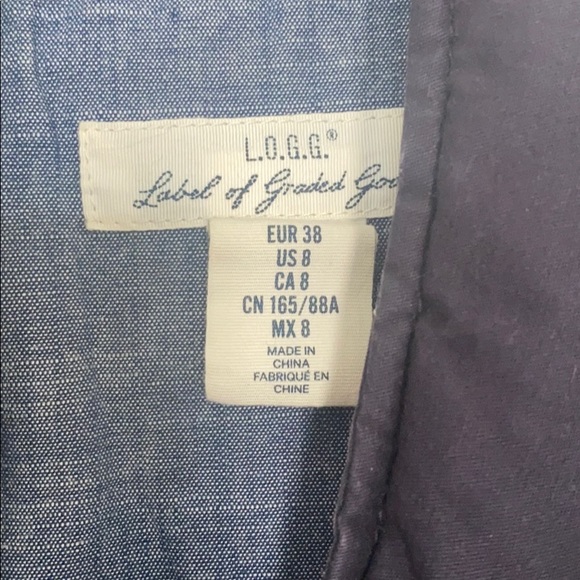 L.O.G.G.®
Label of Graded
EUR 38
US 8
CA 8
CN 165/88A
MX 8
MADE IN
CHINA
FABRIQUÉ EN
CHINE